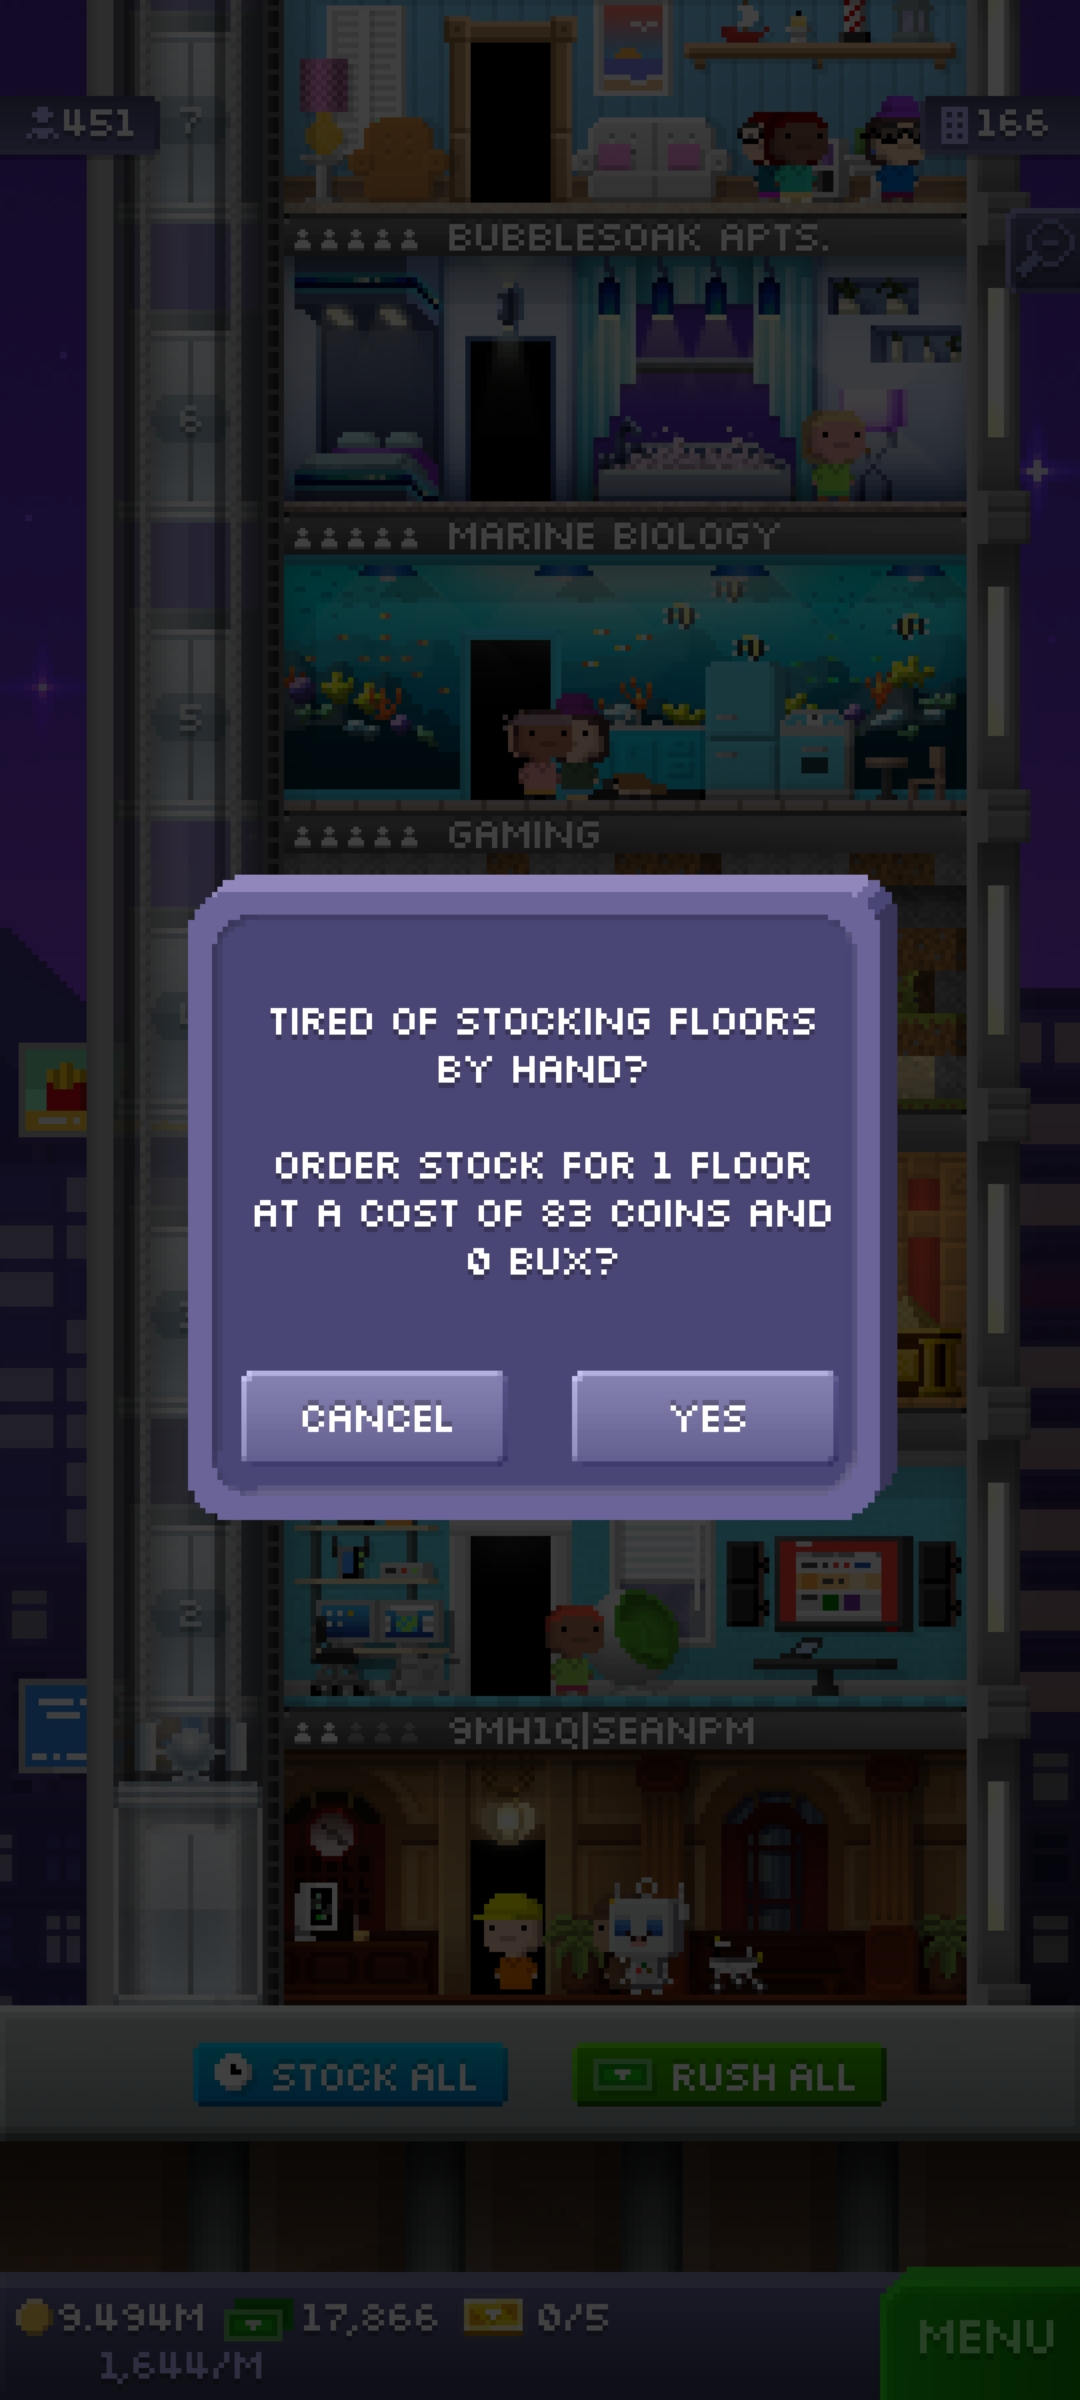 451
7
166
BUBBLESOAK APTS.
6
MARINE BIOLOGY
5
GAMING
TIRED OF STOCKING FLOORS
BY HAND?
ORDER STOCK FOR 1 FLOOR
AT A COST OF 83 COINS AND
0 BUX?
CANCEL
YES
2
9MH1Q|SEANPM
STOCK ALL
RUSH ALL
9.494M
17,866
0/5
1,644/M
MENU